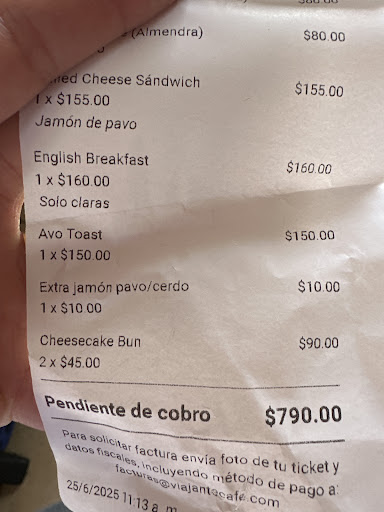 (Almendra) $80.00
Cheese Sándwich $155.00
1 x $155.00
Jamón de pavo
English Breakfast $160.00
1 x $160.00
Solo claras
Avo Toast $150.00
1 x $150.00
Extra jamón pavo/cerdo $10.00
1 x $10.00
Cheesecake Bun $90.00
2 x $45.00
Pendiente de cobro $790.00
Para solicitar factura envía foto de tu ticket y
datos fiscales, incluyendo método de pago a:
facturas@viajantecafe.com
25/6/2025 11:13 a. m.